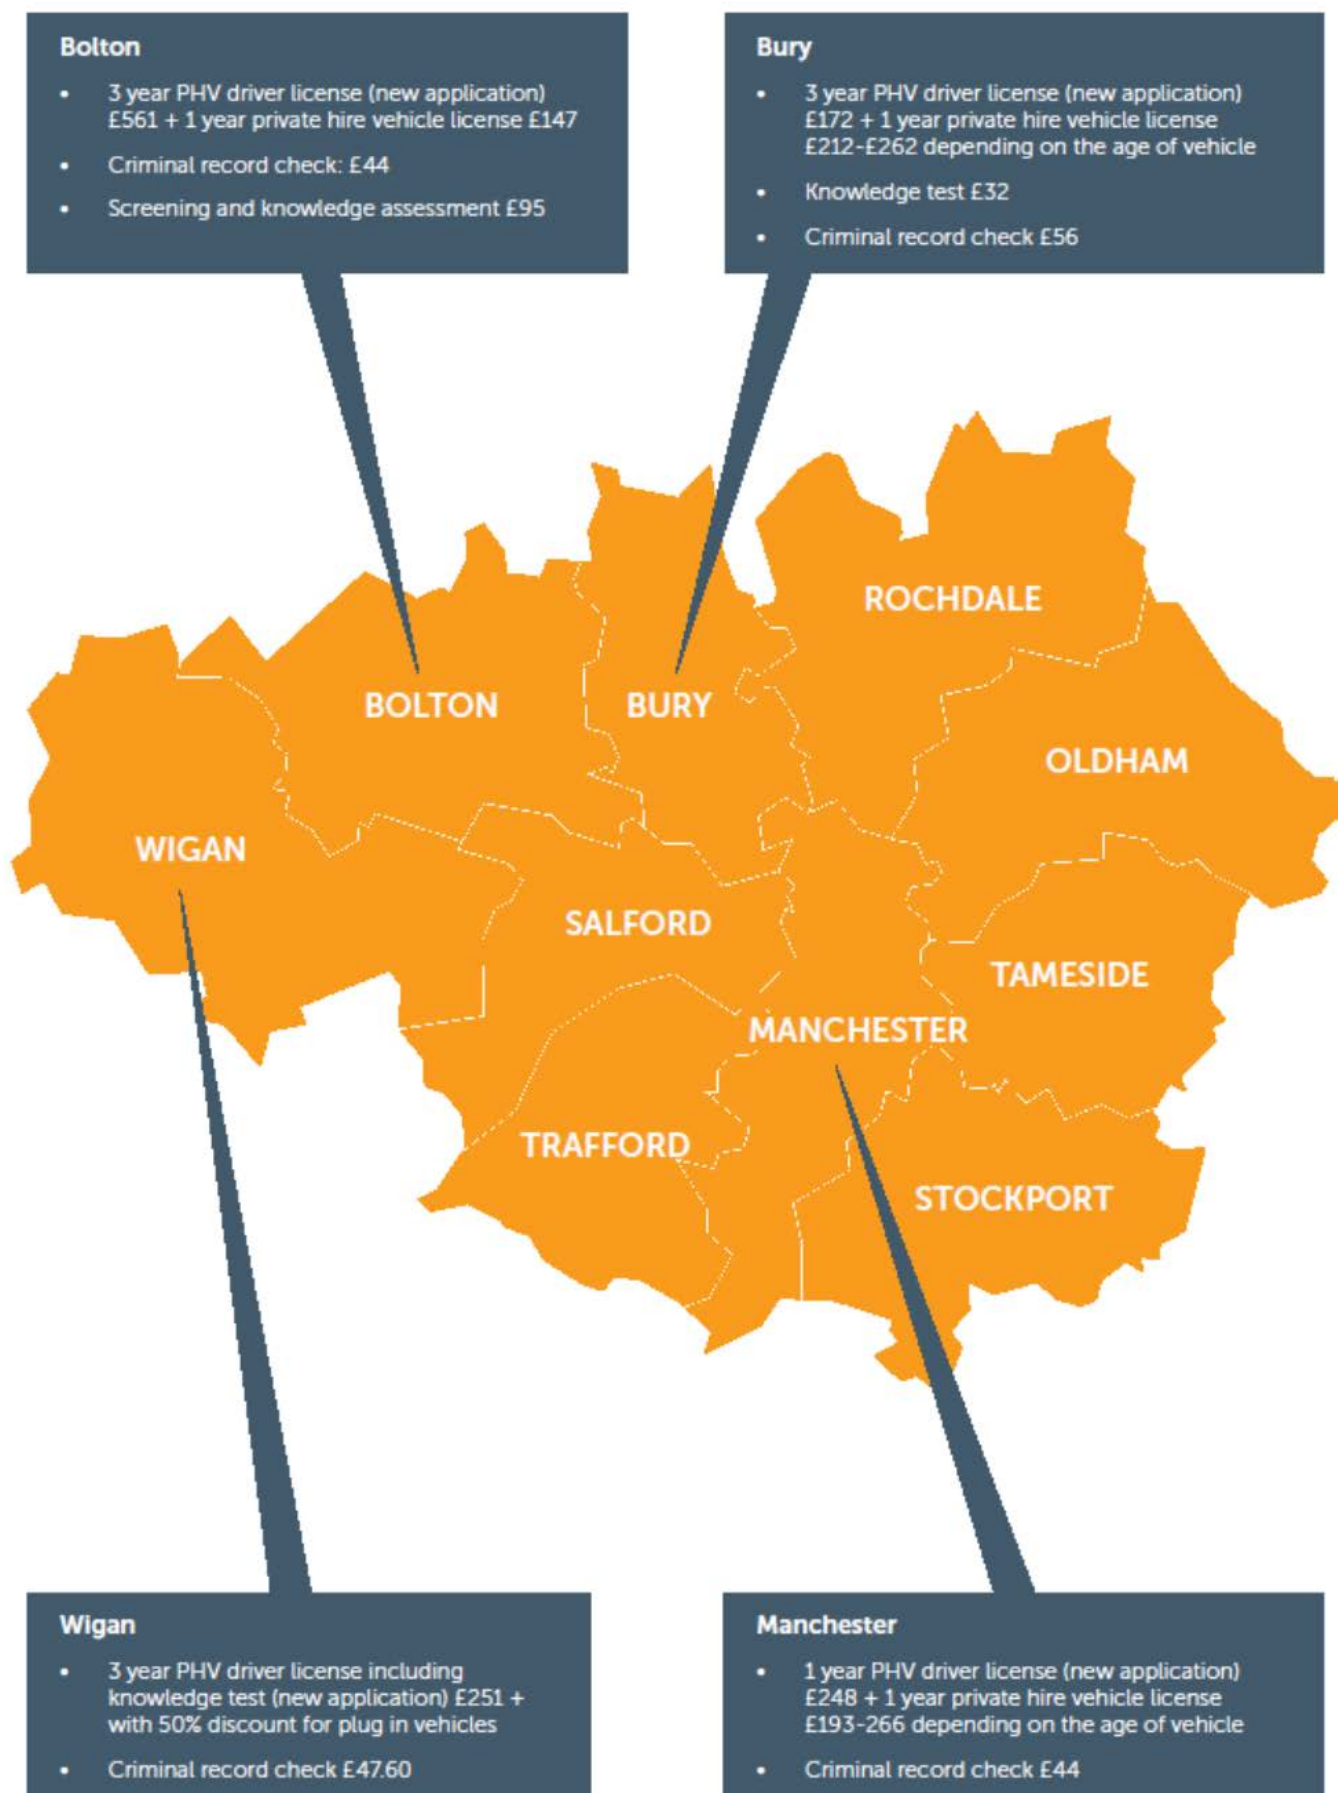 Bolton
• 3 year PHV driver license (new application)
£561 + 1 year private hire vehicle license £147
• Criminal record check: £44
• Screening and knowledge assessment £95
Bury
• 3 year PHV driver license (new application)
£172 + 1 year private hire vehicle license
£212-£262 depending on the age of vehicle
• Knowledge test £32
• Criminal record check £56
ROCHDALE
BOLTON
BURY
OLDHAM
WIGAN
SALFORD
TAMESIDE
MANCHESTER
TRAFFORD
STOCKPORT
Wigan
• 3 year PHV driver license including
knowledge test (new application) £251 +
with 50% discount for plug in vehicles
• Criminal record check £47.60
Manchester
• 1 year PHV driver license (new application)
£248 + 1 year private hire vehicle license
£193-266 depending on the age of vehicle
• Criminal record check £44